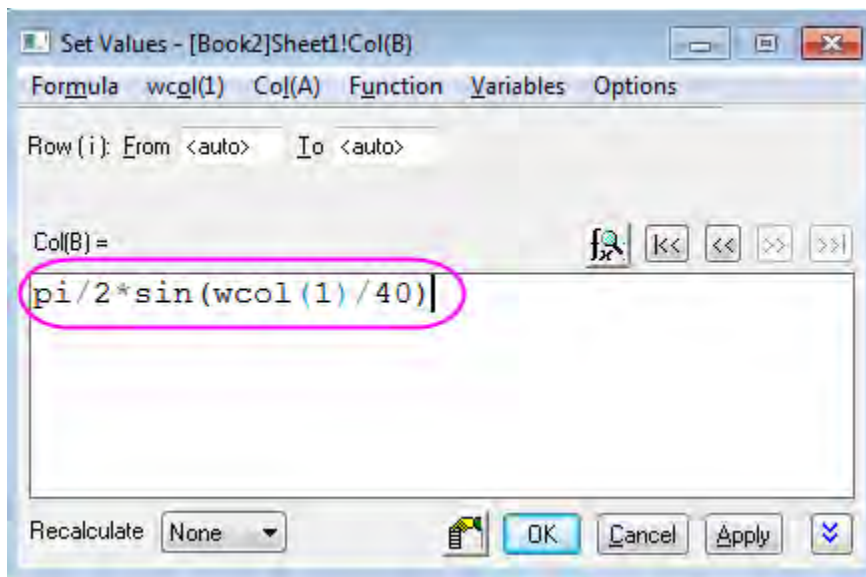 Set Values - [Book2]Sheet1!Col(B)
Formula wcol(1) Col(A) Function Variables Options
Row (i): From <auto> To <auto>
Col(B) =
pi/2*sin(wcol(1)/40)
Recalculate None OK Cancel Apply